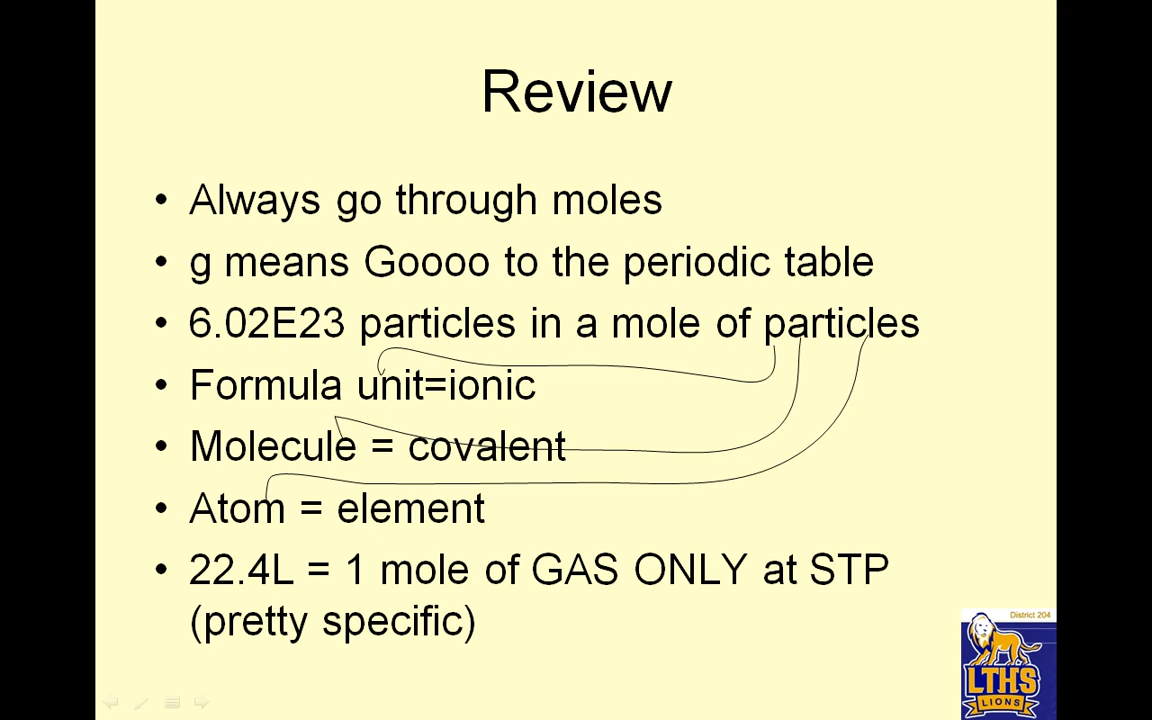 Review
• Always go through moles
• g means Goooo to the periodic table
• 6.02E23 particles in a mole of particles
• Formula unit=ionic
• Molecule = covalent
• Atom = element
• 22.4L = 1 mole of GAS ONLY at STP
(pretty specific)
District 204
LTHS
LIONS